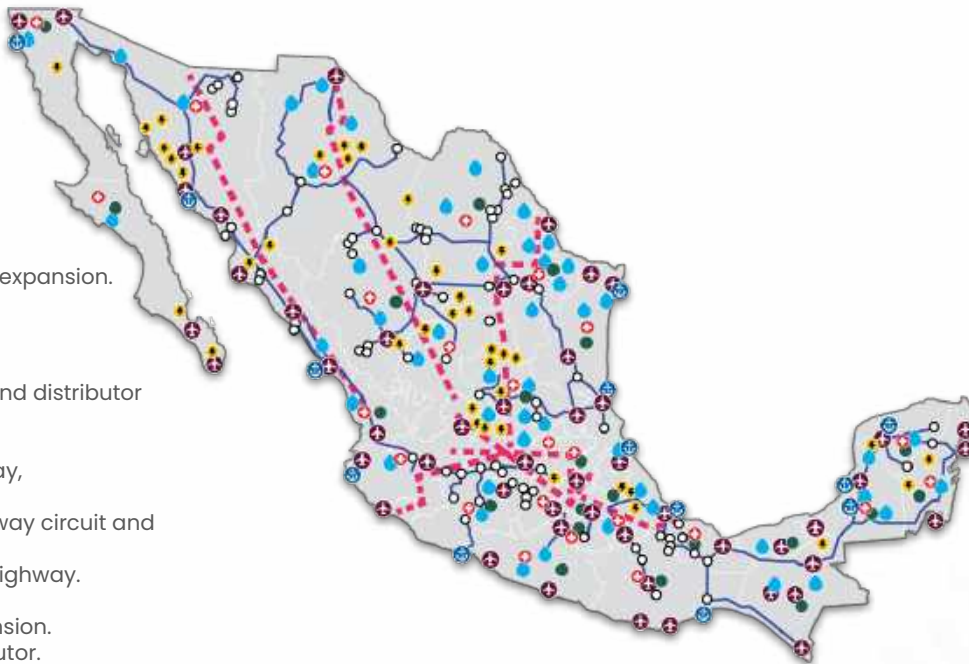 expansion.
nd distributor
ay,
way circuit and
ighway.
nsion.
utor.